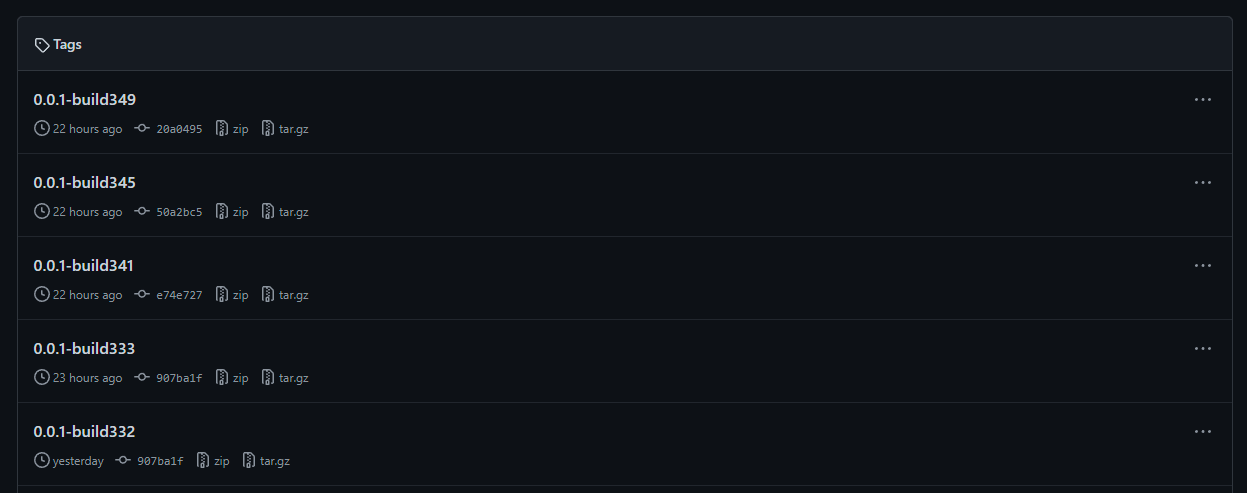 Tags
0.0.1-build349
22 hours ago 20a0495 zip tar.gz
0.0.1-build345
22 hours ago 50a2bc5 zip tar.gz
0.0.1-build341
22 hours ago e74e727 zip tar.gz
0.0.1-build333
23 hours ago 907ba1f zip tar.gz
0.0.1-build332
yesterday 907ba1f zip tar.gz